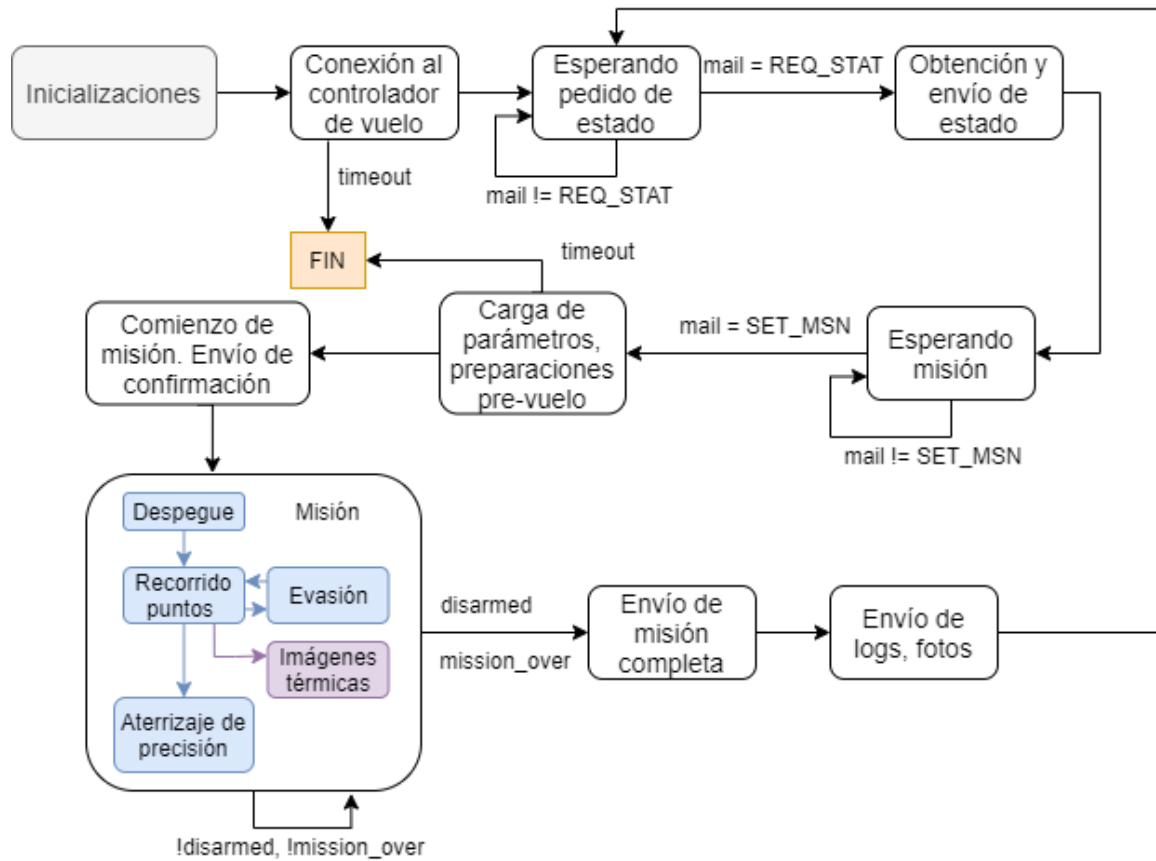 Inicializaciones
Conexión al
controlador
de vuelo
Esperando
pedido de
estado
mail = REQ_STAT
Obtención y
envío de
estado
timeout
mail != REQ_STAT
FIN
timeout
Comienzo de
misión. Envío de
confirmación
Carga de
parámetros,
preparaciones
pre-vuelo
mail = SET_MSN
Esperando
misión
mail != SET_MSN
Despegue
Misión
Recorrido
puntos
Evasión
Imágenes
térmicas
Aterrizaje de
precisión
!disarmed, !mission_over
disarmed
mission_over
Envío de
misión
completa
Envío de
logs, fotos